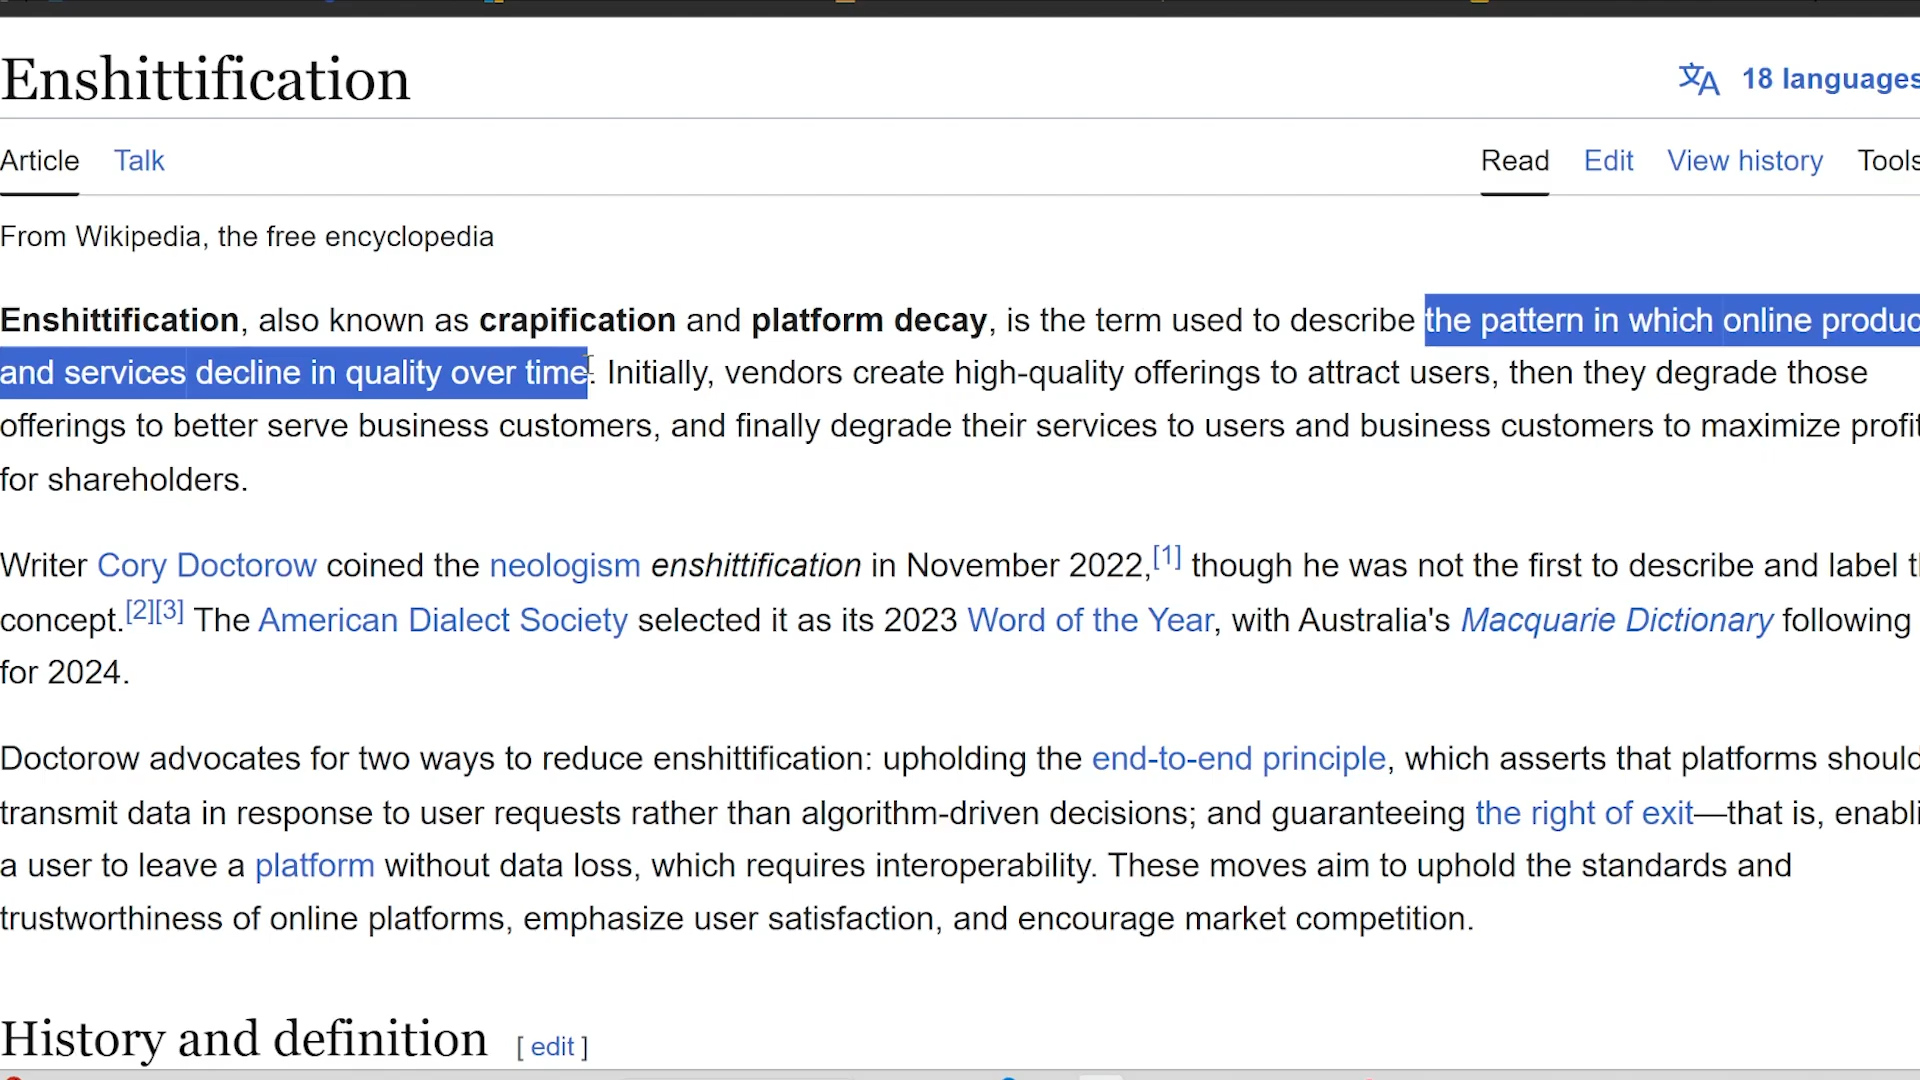 Enshittification
文A 18 languages
Article Talk Read Edit View history Tools
From Wikipedia, the free encyclopedia
Enshittification, also known as crapification and platform decay, is the term used to describe the pattern in which online produc
and services decline in quality over time. Initially, vendors create high-quality offerings to attract users, then they degrade those
offerings to better serve business customers, and finally degrade their services to users and business customers to maximize profit
for shareholders.
Writer Cory Doctorow coined the neologism enshittification in November 2022,[1] though he was not the first to describe and label t
concept.[2][3] The American Dialect Society selected it as its 2023 Word of the Year, with Australia's Macquarie Dictionary following
for 2024.
Doctorow advocates for two ways to reduce enshittification: upholding the end-to-end principle, which asserts that platforms should
transmit data in response to user requests rather than algorithm-driven decisions; and guaranteeing the right of exit—that is, enabli
a user to leave a platform without data loss, which requires interoperability. These moves aim to uphold the standards and
trustworthiness of online platforms, emphasize user satisfaction, and encourage market competition.
History and definition [ edit ]